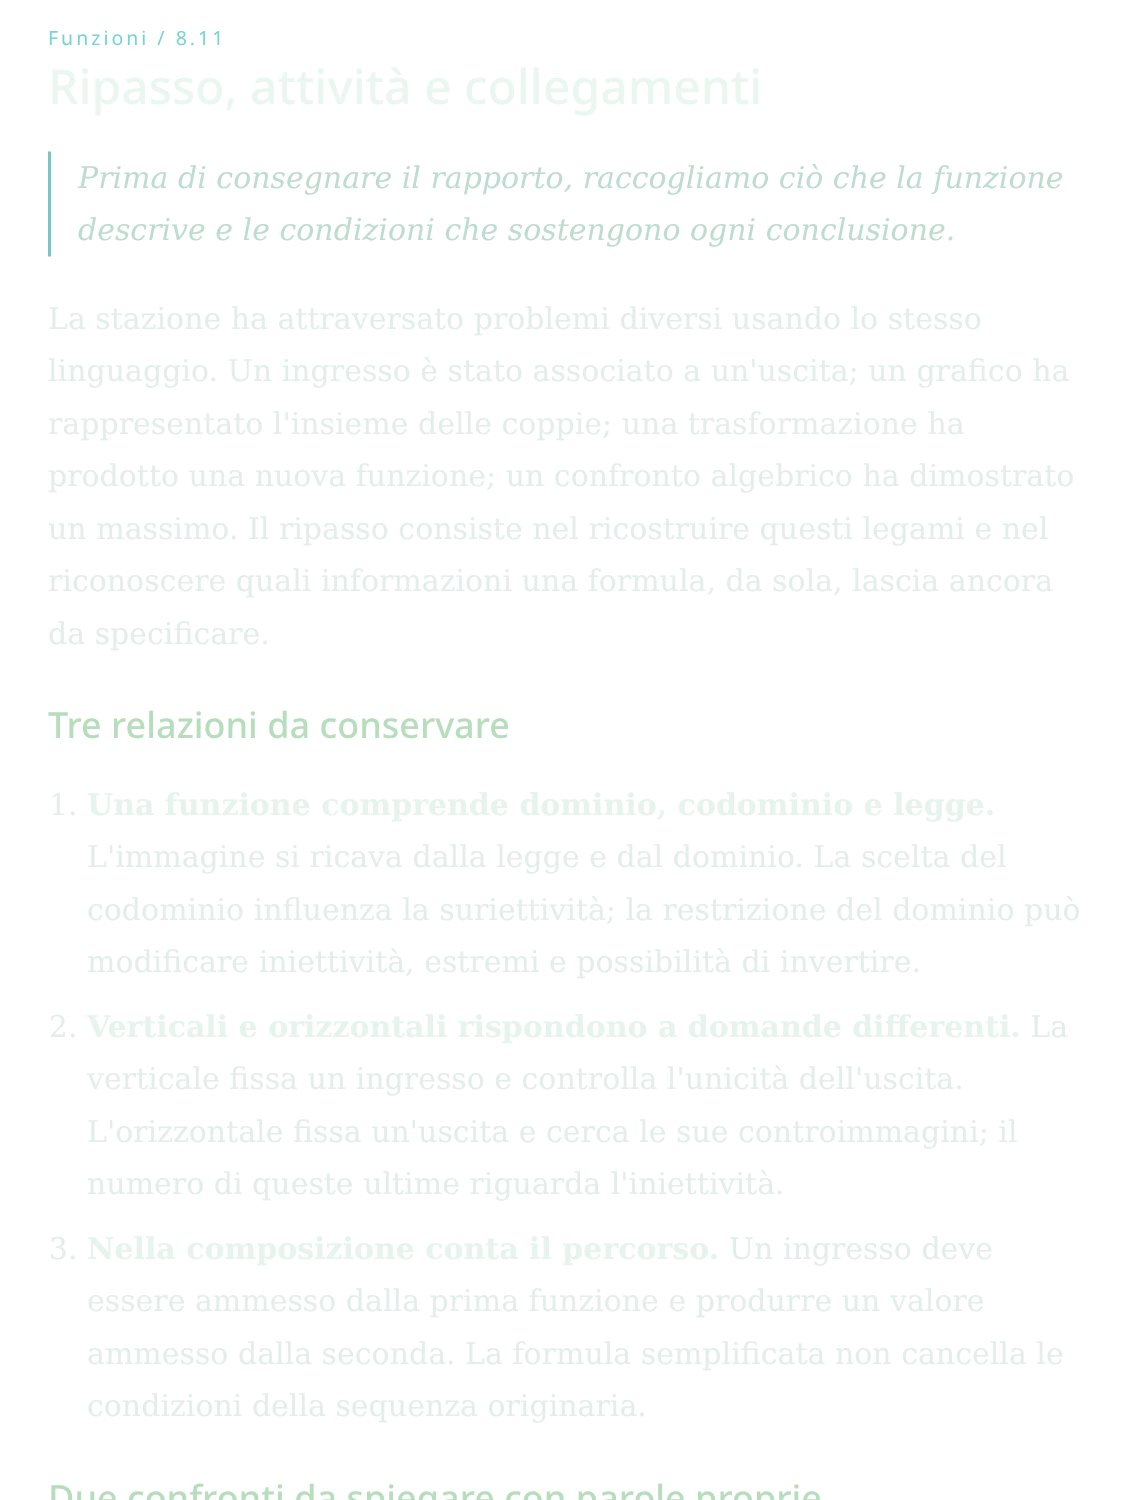 Funzioni / 8.11
Ripasso, attività e collegamenti
Prima di consegnare il rapporto, raccogliamo ciò che la funzione
descrive e le condizioni che sostengono ogni conclusione.
La stazione ha attraversato problemi diversi usando lo stesso
linguaggio. Un ingresso è stato associato a un'uscita; un grafico ha
rappresentato l'insieme delle coppie; una trasformazione ha
prodotto una nuova funzione; un confronto algebrico ha dimostrato
un massimo. Il ripasso consiste nel ricostruire questi legami e nel
riconoscere quali informazioni una formula, da sola, lascia ancora
da specificare.
Tre relazioni da conservare
1. Una funzione comprende dominio, codominio e legge.
L'immagine si ricava dalla legge e dal dominio. La scelta del
codominio influenza la suriettività; la restrizione del dominio può
modificare iniettività, estremi e possibilità di invertire.
2. Verticali e orizzontali rispondono a domande differenti. La
verticale fissa un ingresso e controlla l'unicità dell'uscita.
L'orizzontale fissa un'uscita e cerca le sue controimmagini; il
numero di queste ultime riguarda l'iniettività.
3. Nella composizione conta il percorso. Un ingresso deve
essere ammesso dalla prima funzione e produrre un valore
ammesso dalla seconda. La formula semplificata non cancella le
condizioni della sequenza originaria.
Due confronti da spiegare con parole proprie